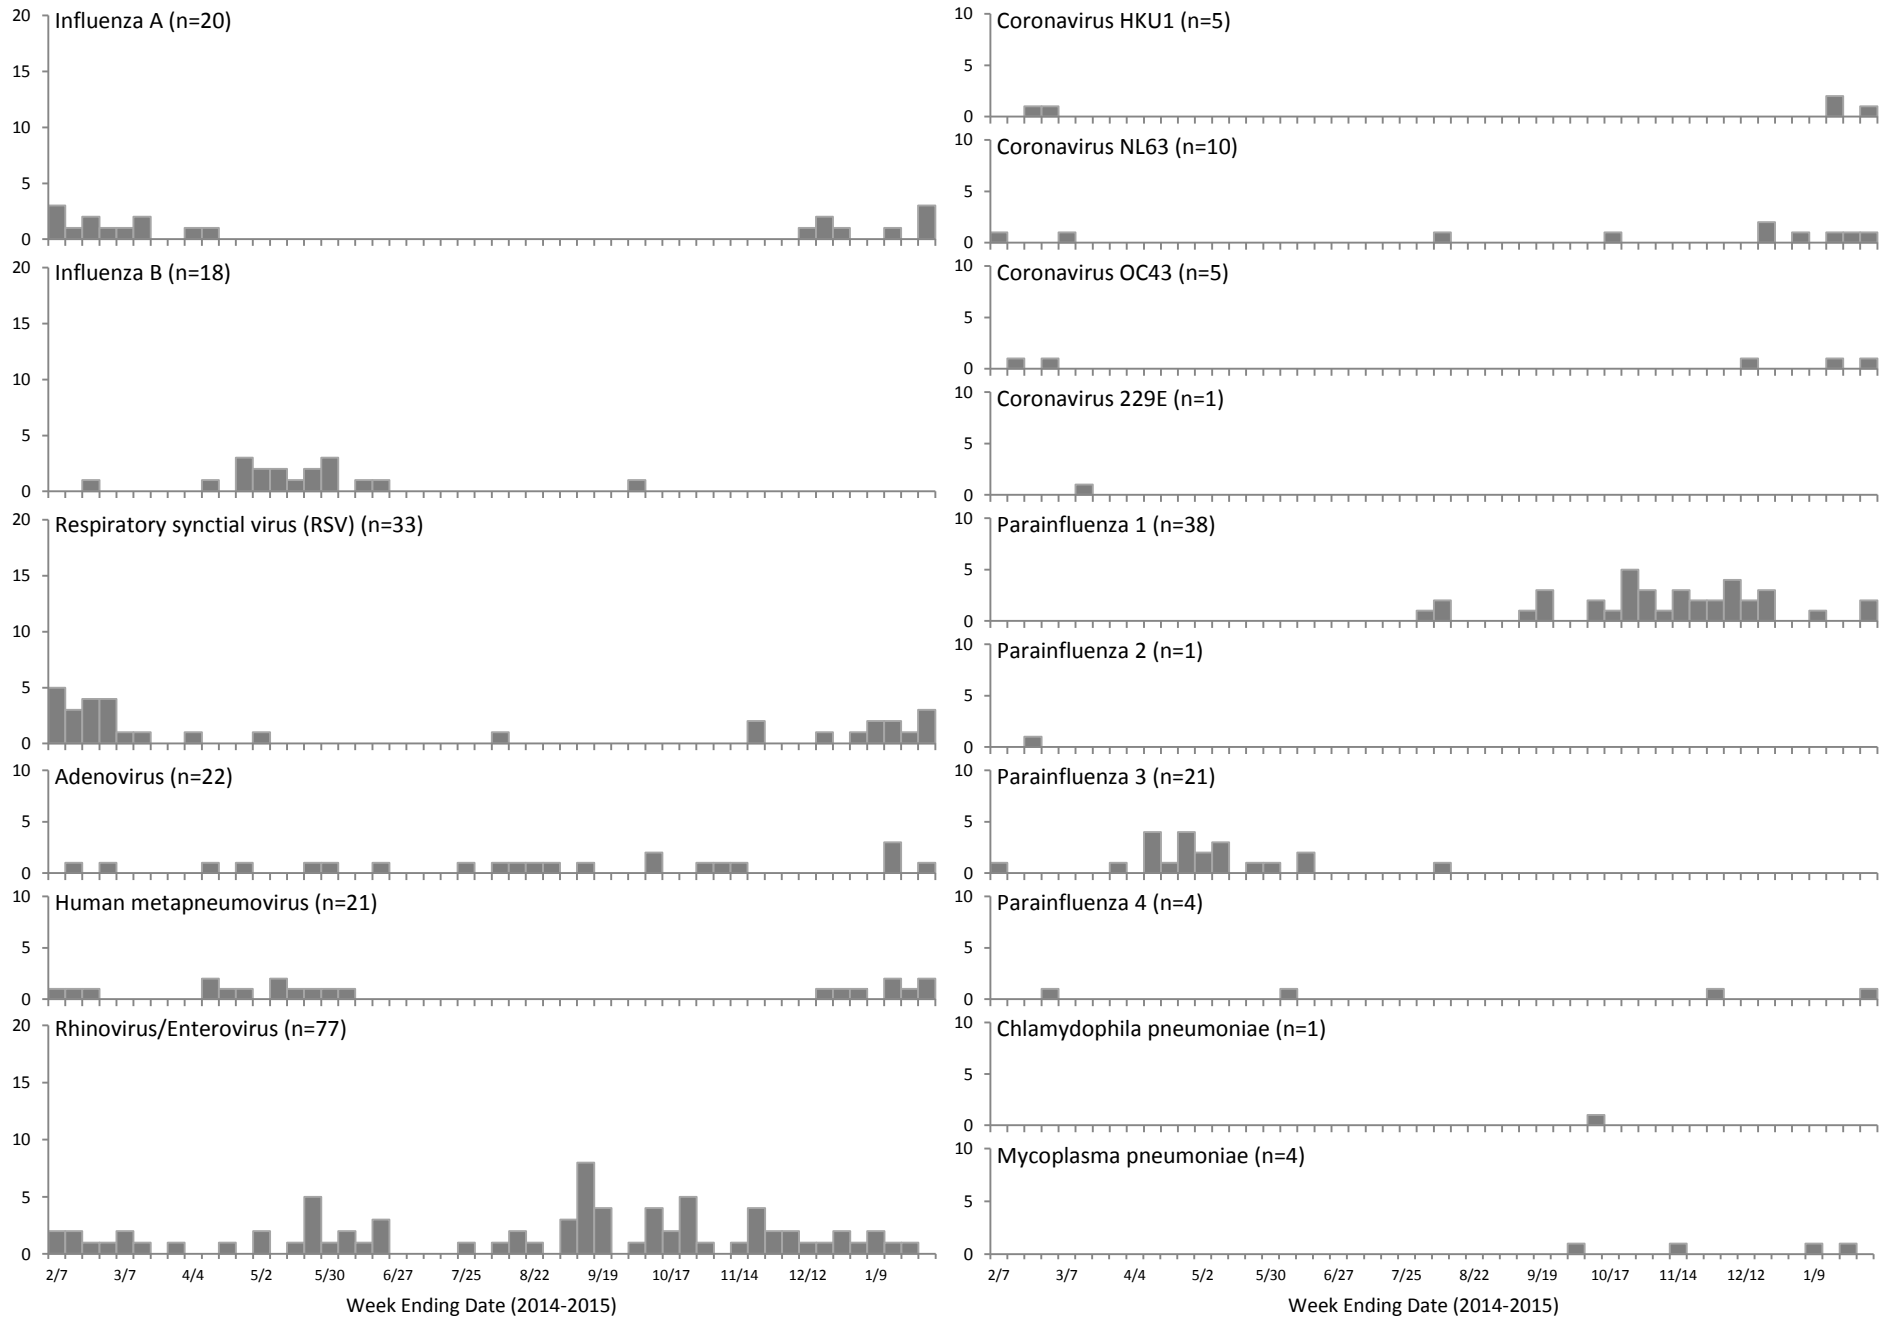 Influenza A (n=20)
20
15
10
5
0
Influenza B (n=18)
20
15
10
5
0
Respiratory synctial virus (RSV) (n=33)
20
15
10
5
0
Adenovirus (n=22)
10
5
0
Human metapneumovirus (n=21)
10
5
0
Rhinovirus/Enterovirus (n=77)
20
15
10
5
0
2/7 3/7 4/4 5/2 5/30 6/27 7/25 8/22 9/19 10/17 11/14 12/12 1/9
Week Ending Date (2014-2015)
Coronavirus HKU1 (n=5)
10
5
0
Coronavirus NL63 (n=10)
10
5
0
Coronavirus OC43 (n=5)
10
5
0
Coronavirus 229E (n=1)
10
5
0
Parainfluenza 1 (n=38)
10
5
0
Parainfluenza 2 (n=1)
10
5
0
Parainfluenza 3 (n=21)
10
5
0
Parainfluenza 4 (n=4)
10
5
0
Chlamydophila pneumoniae (n=1)
10
5
0
Mycoplasma pneumoniae (n=4)
10
5
0
2/7 3/7 4/4 5/2 5/30 6/27 7/25 8/22 9/19 10/17 11/14 12/12 1/9
Week Ending Date (2014-2015)